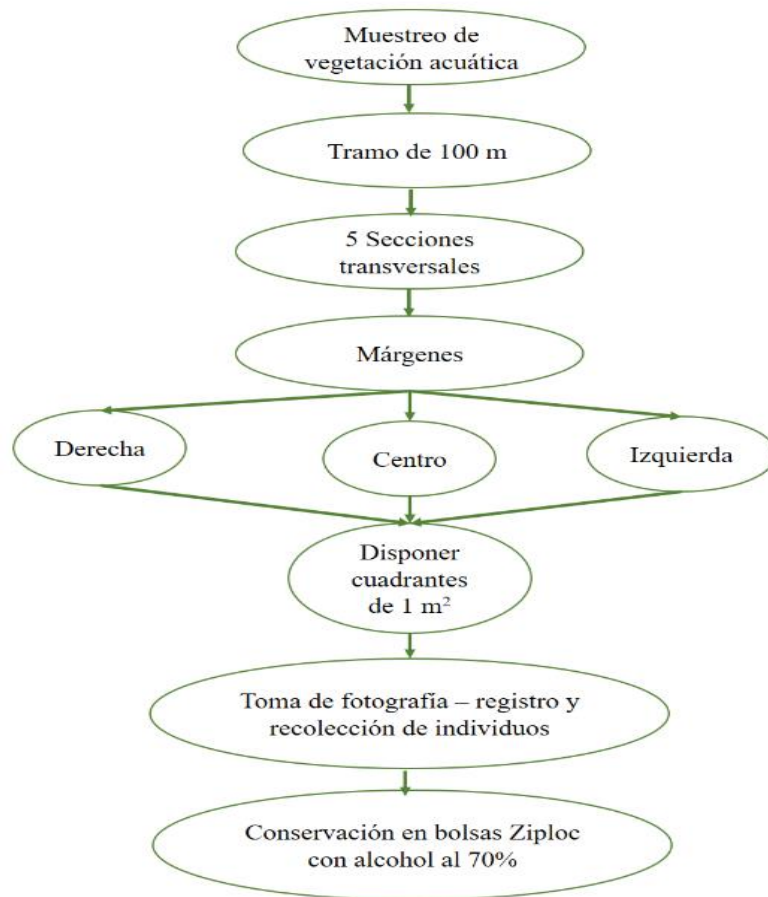 Muestreo de
vegetación acuática
Tramo de 100 m
5 Secciones
transversales
Márgenes
Derecha
Centro
Izquierda
Disponer
cuadrantes
de 1 m²
Toma de fotografía – registro y
recolección de individuos
Conservación en bolsas Ziploc
con alcohol al 70%